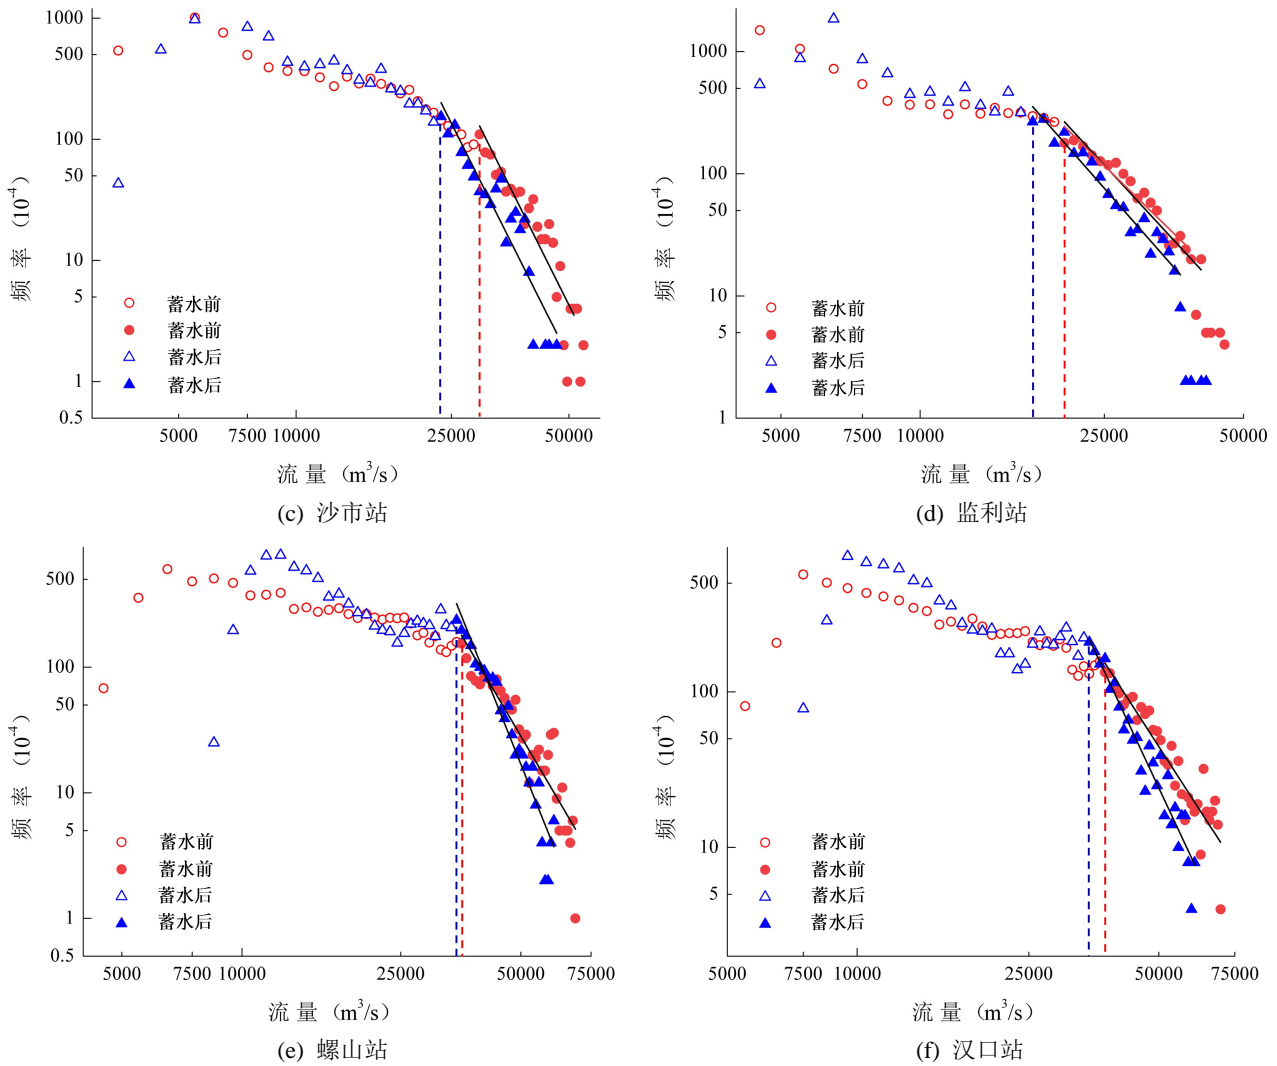 1000
500
100
50
10
5
1
0.5
频 率 (10-4)
蓄水前
蓄水前
蓄水后
蓄水后
5000 7500 10000 25000 50000
流 量 (m3/s)
(c) 沙市站
1000
500
100
50
10
5
1
频 率 (10-4)
蓄水前
蓄水前
蓄水后
蓄水后
5000 7500 10000 25000 50000
流 量 (m3/s)
(d) 监利站
500
100
50
10
5
1
0.5
频 率 (10-4)
蓄水前
蓄水前
蓄水后
蓄水后
5000 7500 10000 25000 50000 75000
流 量 (m3/s)
(e) 螺山站
500
100
50
10
5
频 率 (10-4)
蓄水前
蓄水前
蓄水后
蓄水后
5000 7500 10000 25000 50000 75000
流 量 (m3/s)
(f) 汉口站